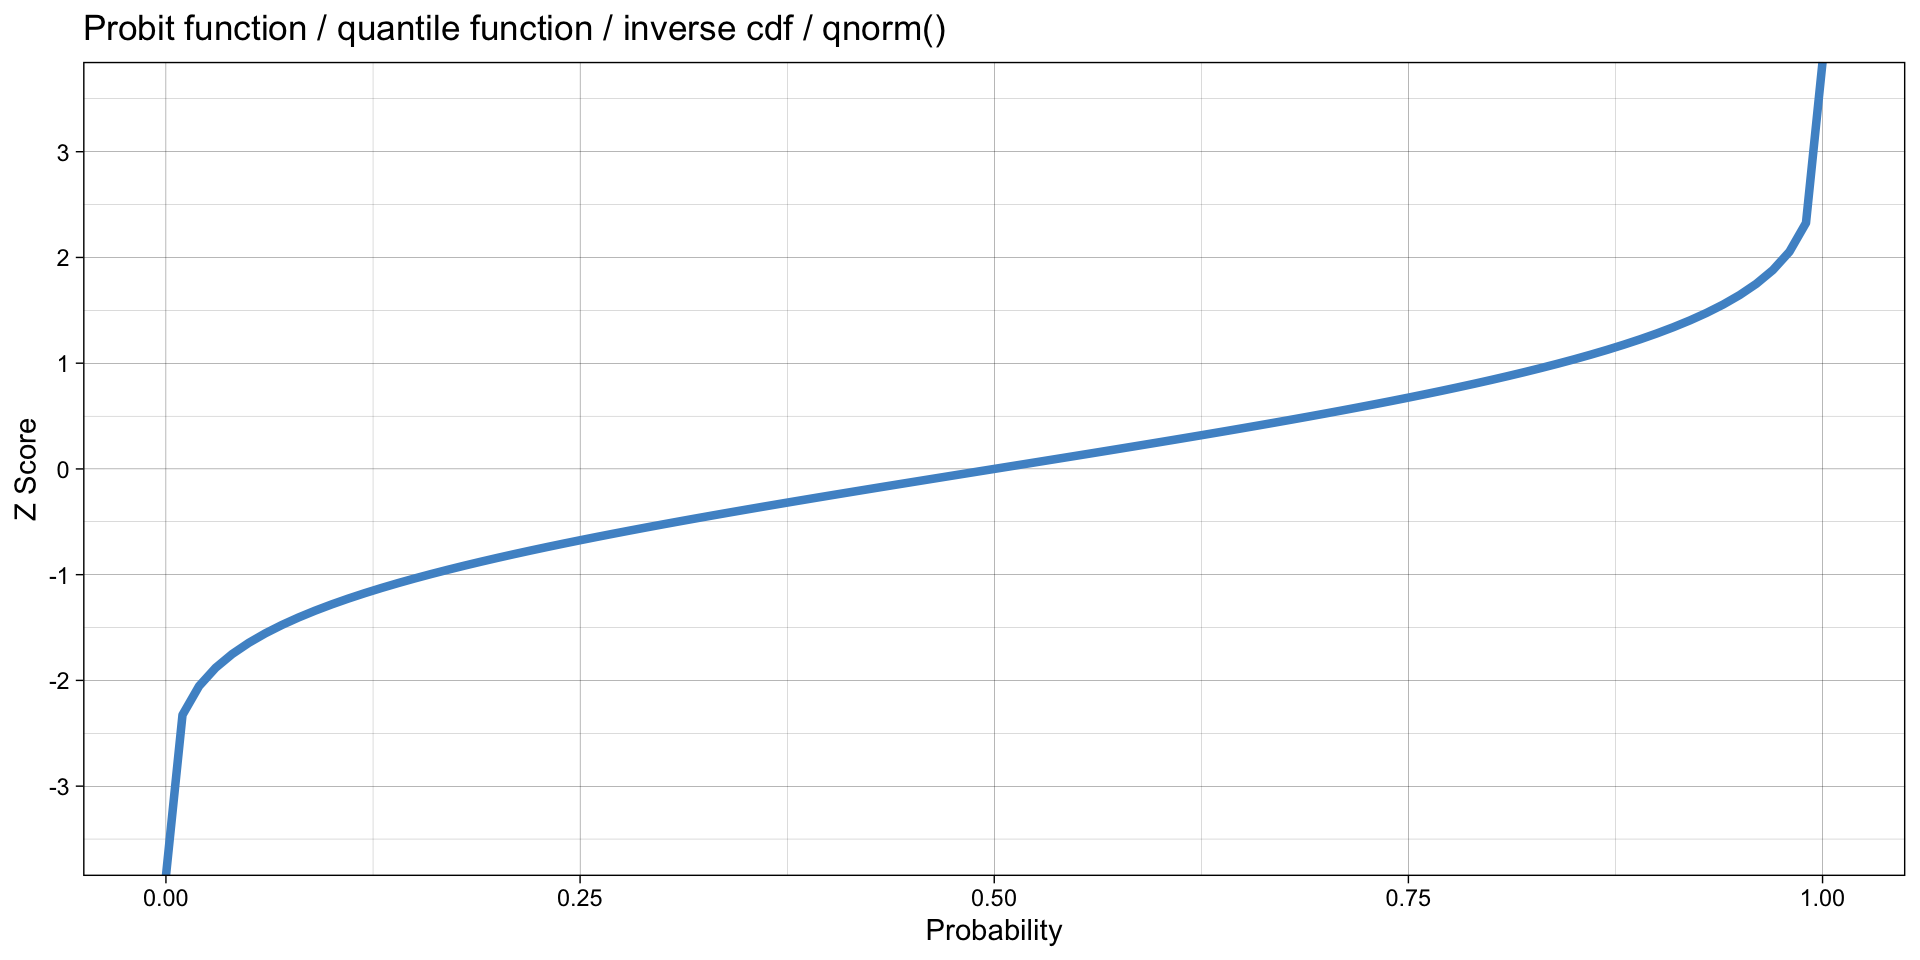 Probit function / quantile function / inverse cdf / qnorm()
Z Score
3
2
1
0
-1
-2
-3
0.00 0.25 0.50 0.75 1.00
Probability